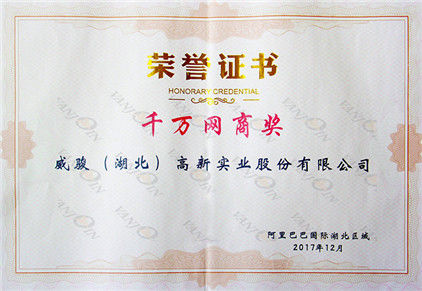 荣誉证书
HONORARY CREDENTIAL
千万网商奖
威骏（湖北）高新实业股份有限公司
阿里巴巴国际湖北区域
2017年12月